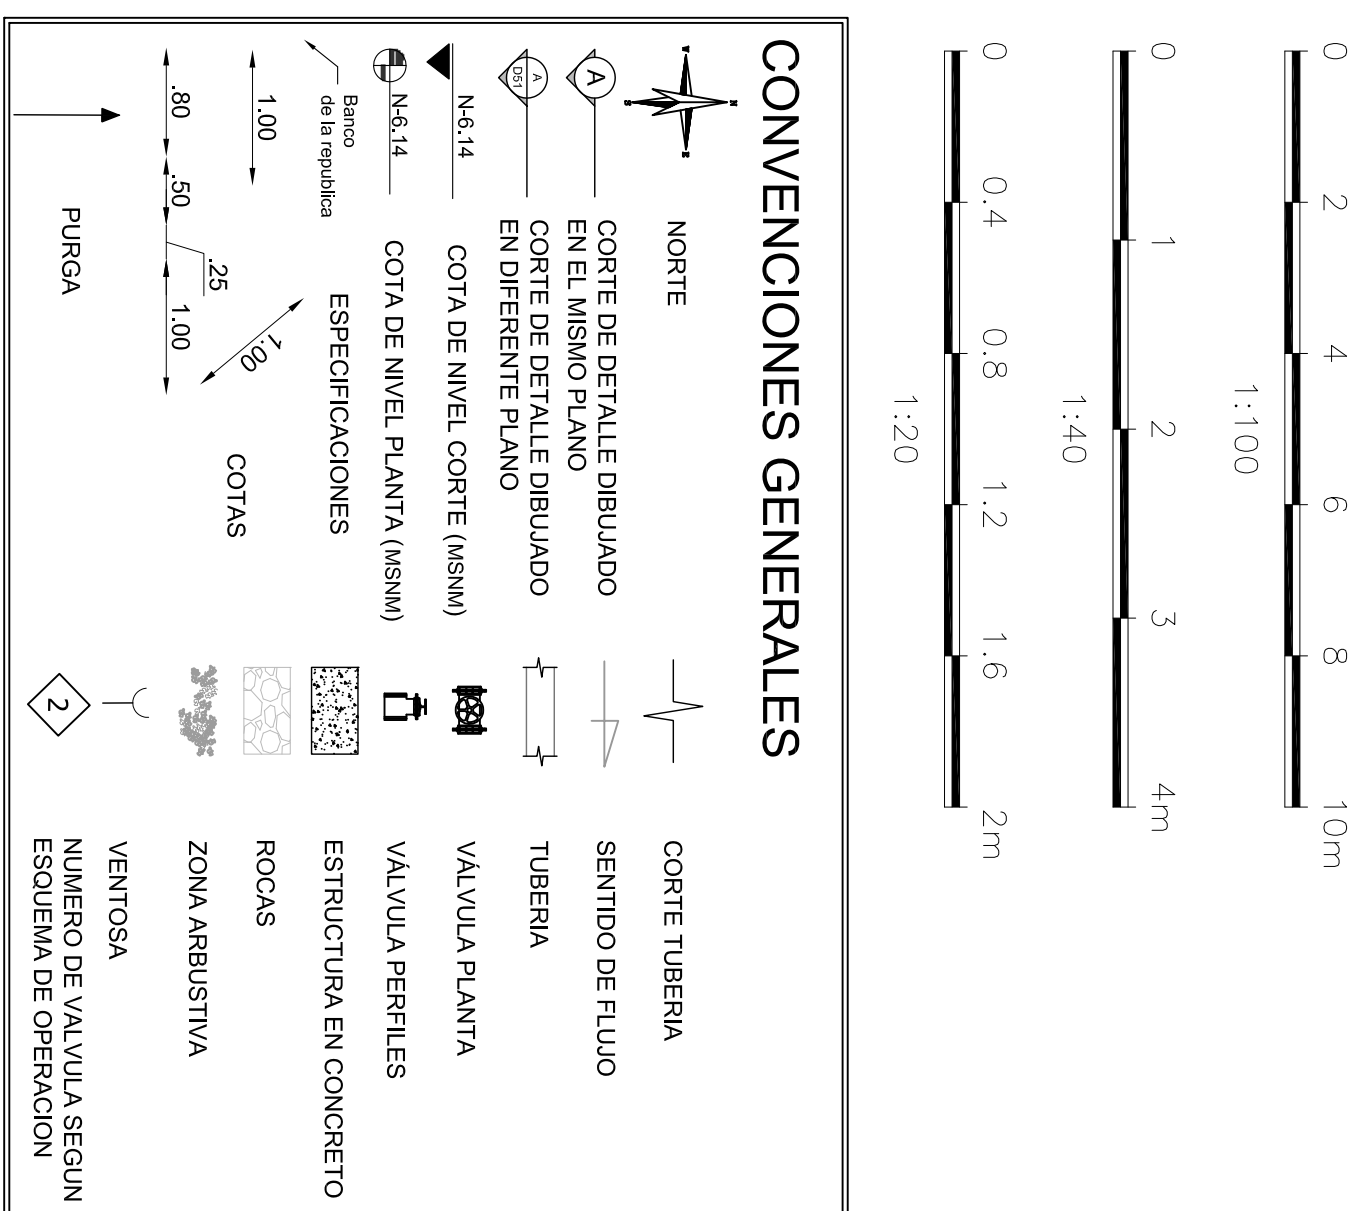 0 2 4 6 8 10m
1:100
0 1 2 3 4m
1:40
0 0.4 0.8 1.2 1.6 2m
1:20
CONVENCIONES GENERALES
N
S
W
E
NORTE
A
CORTE DE DETALLE DIBUJADO
EN EL MISMO PLANO
A
D51
CORTE DE DETALLE DIBUJADO
EN DIFERENTE PLANO
N-6.14
COTA DE NIVEL CORTE (MSNM)
N-6.14
COTA DE NIVEL PLANTA (MSNM)
Banco
de la republica
ESPECIFICACIONES
1.00
1.00
.25
.80 .50 1.00
COTAS
PURGA
CORTE TUBERIA
SENTIDO DE FLUJO
TUBERIA
VÁLVULA PLANTA
VÁLVULA PERFILES
ESTRUCTURA EN CONCRETO
ROCAS
ZONA ARBUSTIVA
VENTOSA
2
NUMERO DE VALVULA SEGUN
ESQUEMA DE OPERACION